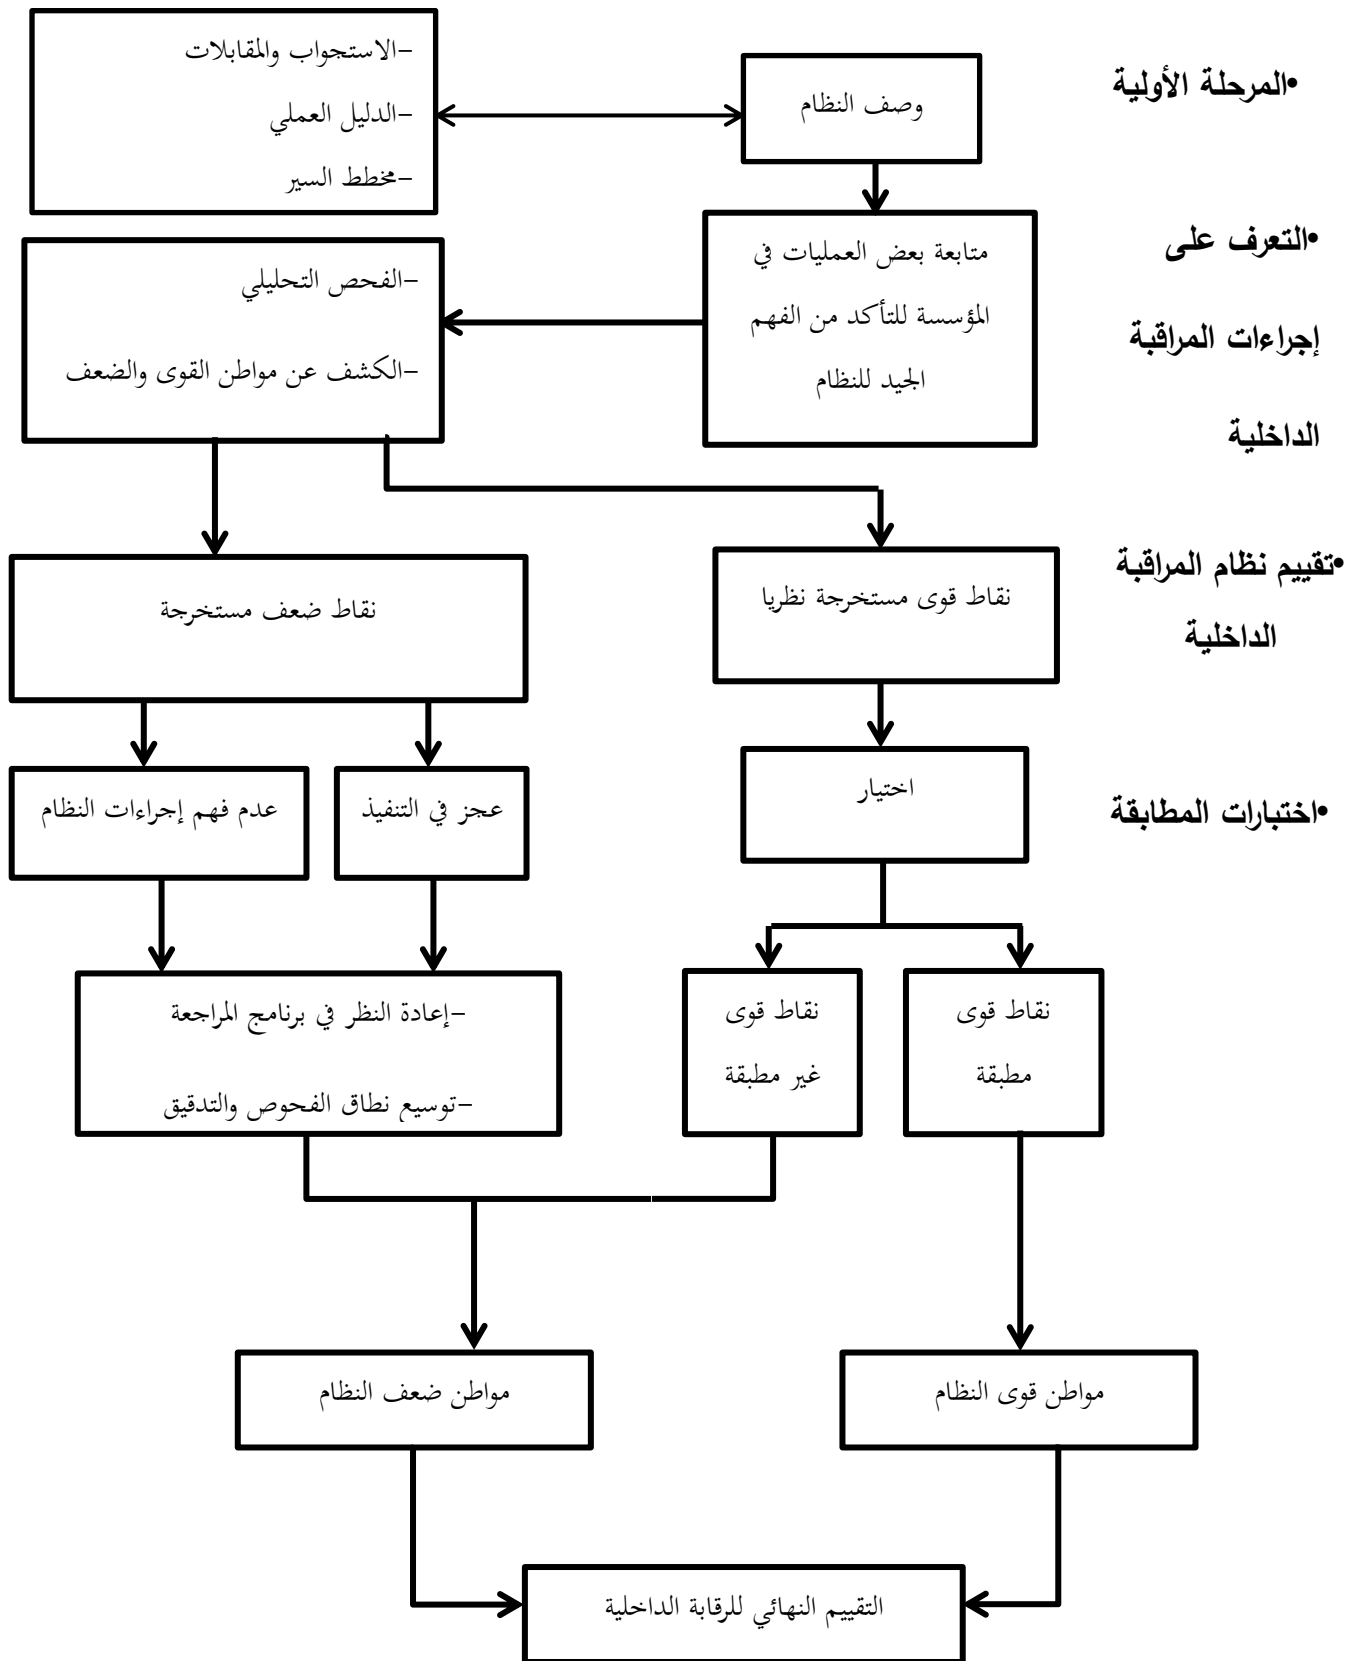 •المرحلة الأولية
وصف النظام
-الاستجواب والمقابلات
-الدليل العملي
-مخطط السير
•التعرف على
إجراءات المراقبة
الداخلية
متابعة بعض العمليات في
المؤسسة للتأكد من الفهم
الجيد للنظام
-الفحص التحليلي
-الكشف عن مواطن القوى والضعف
•تقييم نظام المراقبة
الداخلية
نقاط قوى مستخرجة نظريا
نقاط ضعف مستخرجة
•اختبارات المطابقة
اختيار
عجز في التنفيذ
عدم فهم إجراءات النظام
نقاط قوى
مطبقة
نقاط قوى
غير مطبقة
-إعادة النظر في برنامج المراجعة
-توسيع نطاق الفحوص والتدقيق
مواطن قوى النظام
مواطن ضعف النظام
التقييم النهائي للرقابة الداخلية